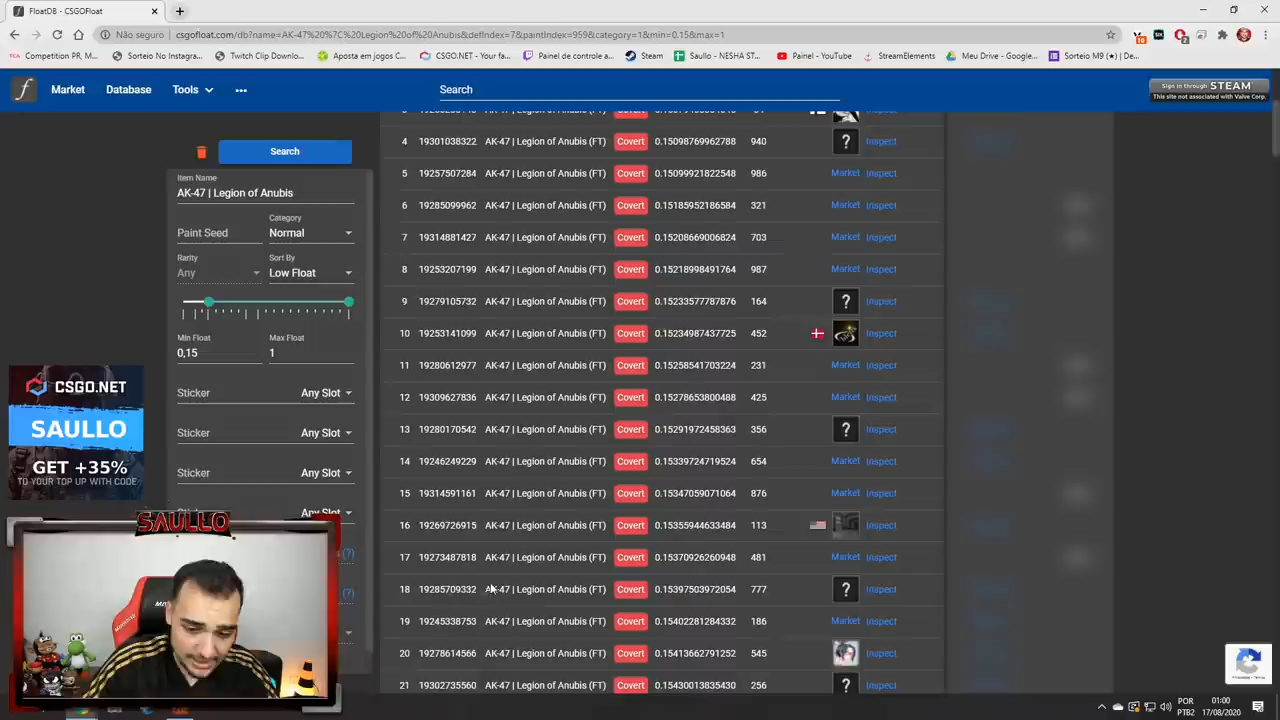 FloatDB - CSGOFloat
Não seguro | csgofloat.com/db?name=AK-47%20%7C%20Legion%20of%20Anubis&defIndex=7&paintIndex=959&category=1&min=0.15&max=1
Competition PR, M... Sorteio No Instagra... Twitch Clip Downlo... Aposta em jogos C... CSGO.NET - Your fa... Painel de controle a... Steam Saullo - NESHA ST... Painel - YouTube StreamElements Meu Drive - Google... Sorteio M9 (★) | De...
f Market Database Tools Search Sign in through STEAM
This site not associated with Valve Corp.
Search
Item Name
AK-47 | Legion of Anubis
Category
Paint Seed Normal
Rarity Sort By
Any Low Float
Min Float Max Float
0,15 1
Sticker Any Slot
Sticker Any Slot
Sticker Any Slot
Any Slot
(?)
(?)
4 19301038322 AK-47 | Legion of Anubis (FT) Covert 0.15098769962788 940 ? Inspect
5 19257507284 AK-47 | Legion of Anubis (FT) Covert 0.15099921822548 986 Market Inspect
6 19285099962 AK-47 | Legion of Anubis (FT) Covert 0.15185952186584 321 Market Inspect
7 19314881427 AK-47 | Legion of Anubis (FT) Covert 0.15208669006824 703 Market Inspect
8 19253207199 AK-47 | Legion of Anubis (FT) Covert 0.15218998491764 987 Market Inspect
9 19279105732 AK-47 | Legion of Anubis (FT) Covert 0.15233577787876 164 ? Inspect
10 19253141099 AK-47 | Legion of Anubis (FT) Covert 0.15234987437725 452 Inspect
11 19280612977 AK-47 | Legion of Anubis (FT) Covert 0.15258541703224 231 Market Inspect
12 19309627836 AK-47 | Legion of Anubis (FT) Covert 0.15278653800488 425 Market Inspect
13 19280170542 AK-47 | Legion of Anubis (FT) Covert 0.15291972458363 356 ? Inspect
14 19246249229 AK-47 | Legion of Anubis (FT) Covert 0.15339724719524 654 Market Inspect
15 19314591161 AK-47 | Legion of Anubis (FT) Covert 0.15347059071064 876 Market Inspect
16 19269726915 AK-47 | Legion of Anubis (FT) Covert 0.15355944633484 113 Inspect
17 19273487818 AK-47 | Legion of Anubis (FT) Covert 0.15370926260948 481 Market Inspect
18 19285709332 AK-47 | Legion of Anubis (FT) Covert 0.15397503972054 777 ? Inspect
19 19245338753 AK-47 | Legion of Anubis (FT) Covert 0.15402281284332 186 Market Inspect
20 19278614566 AK-47 | Legion of Anubis (FT) Covert 0.15413662791252 545 Inspect
21 19302735560 AK-47 | Legion of Anubis (FT) Covert 0.15430013835430 256 ? Inspect
CSGO.NET
SAULLO
GET +35%
TO YOUR TOP UP WITH CODE
SAULLO
POR
PTB2
01:00
17/08/2020